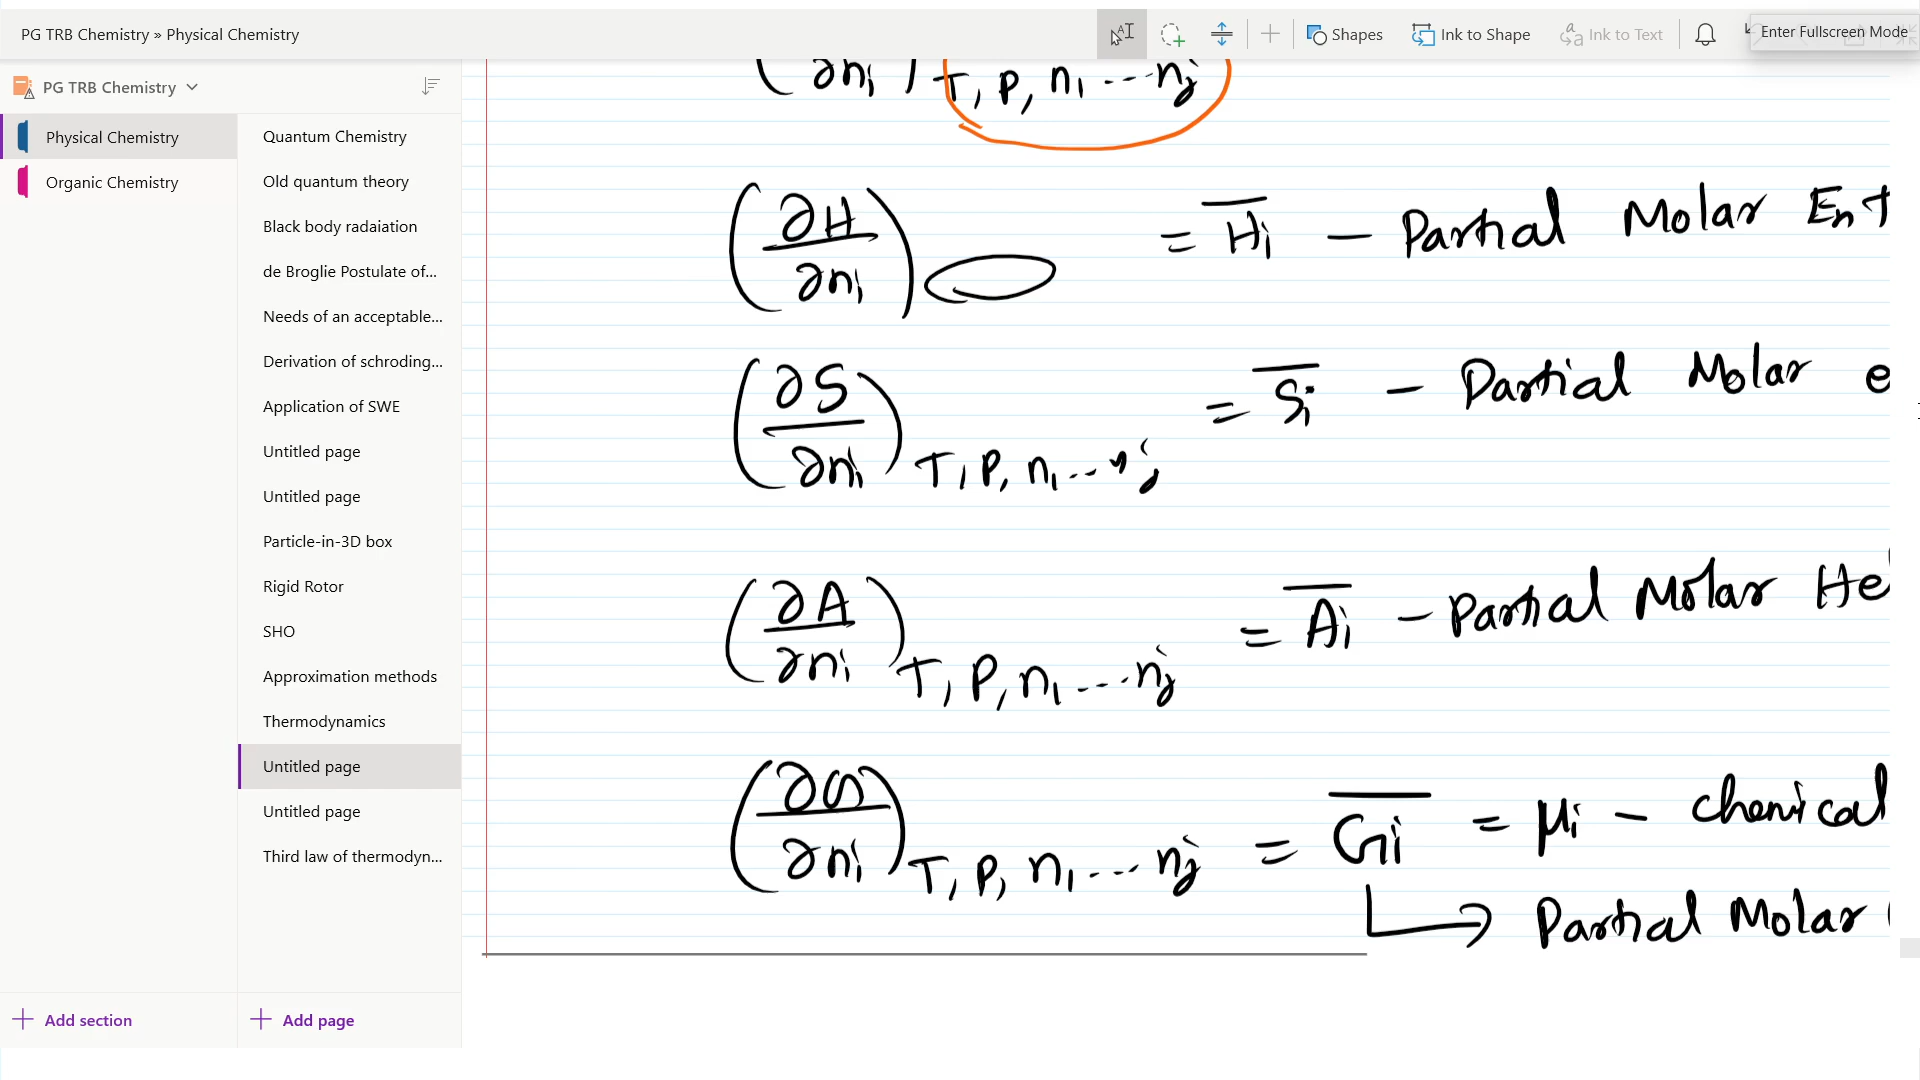 PG TRB Chemistry » Physical Chemistry
Shapes
Ink to Shape
Ink to Text
Enter Fullscreen Mode
PG TRB Chemistry
Physical Chemistry
Organic Chemistry
Quantum Chemistry
Old quantum theory
Black body radaiation
de Broglie Postulate of...
Needs of an acceptable...
Derivation of schroding...
Application of SWE
Untitled page
Untitled page
Particle-in-3D box
Rigid Rotor
SHO
Approximation methods
Thermodynamics
Untitled page
Untitled page
Third law of thermodyn...
Add section
Add page
(∂ni) T, P, n1 ... nj
(∂H/∂ni) = H̅i – Partial Molar Ent
(∂S/∂ni) T, P, n1 ... nj = S̅i – Partial Molar e
(∂A/∂ni) T, P, n1 ... nj = A̅i – Partial Molar He
(∂G/∂ni) T, P, n1 ... nj = G̅i = μi – chemical
Partial Molar